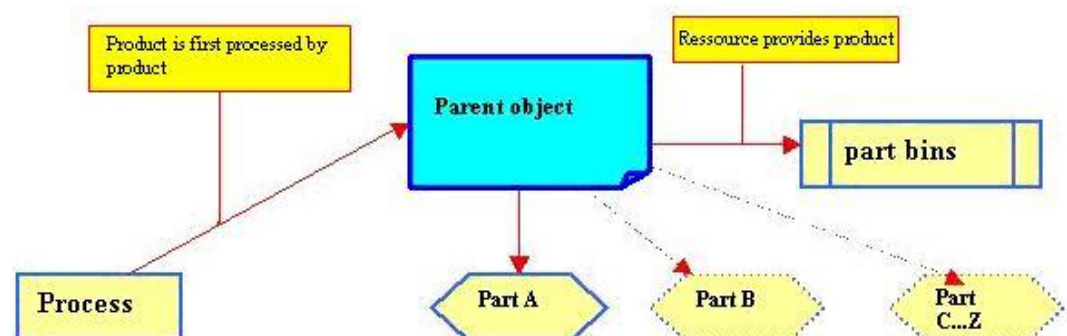 Product is first processed by
product
Ressource provides product
Parent object
part bins
Process
Part A
Part B
Part
C...Z